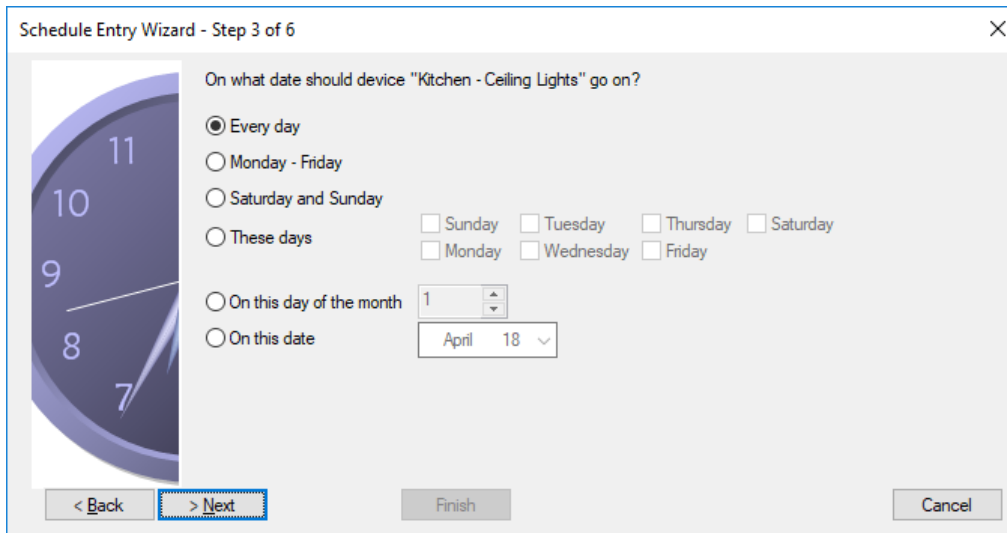 Schedule Entry Wizard - Step 3 of 6
On what date should device "Kitchen - Ceiling Lights" go on?
Every day
Monday - Friday
Saturday and Sunday
These days
Sunday Tuesday Thursday Saturday
Monday Wednesday Friday
On this day of the month 1
On this date April 18
11
10
9
8
7
< Back > Next Finish Cancel